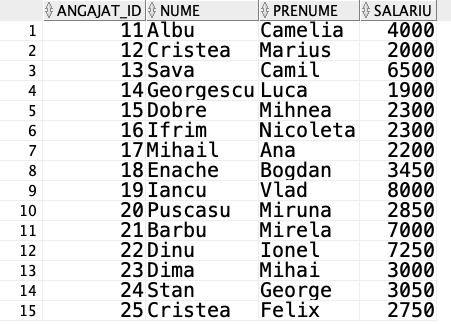 ANGAJAT_ID NUME PRENUME SALARIU
1 11 Albu Camelia 4000
2 12 Cristea Marius 2000
3 13 Sava Camil 6500
4 14 Georgescu Luca 1900
5 15 Dobre Mihnea 2300
6 16 Ifrim Nicoleta 2300
7 17 Mihail Ana 2200
8 18 Enache Bogdan 3450
9 19 Iancu Vlad 8000
10 20 Puscasu Miruna 2850
11 21 Barbu Mirela 7000
12 22 Dinu Ionel 7250
13 23 Dima Mihai 3000
14 24 Stan George 3050
15 25 Cristea Felix 2750